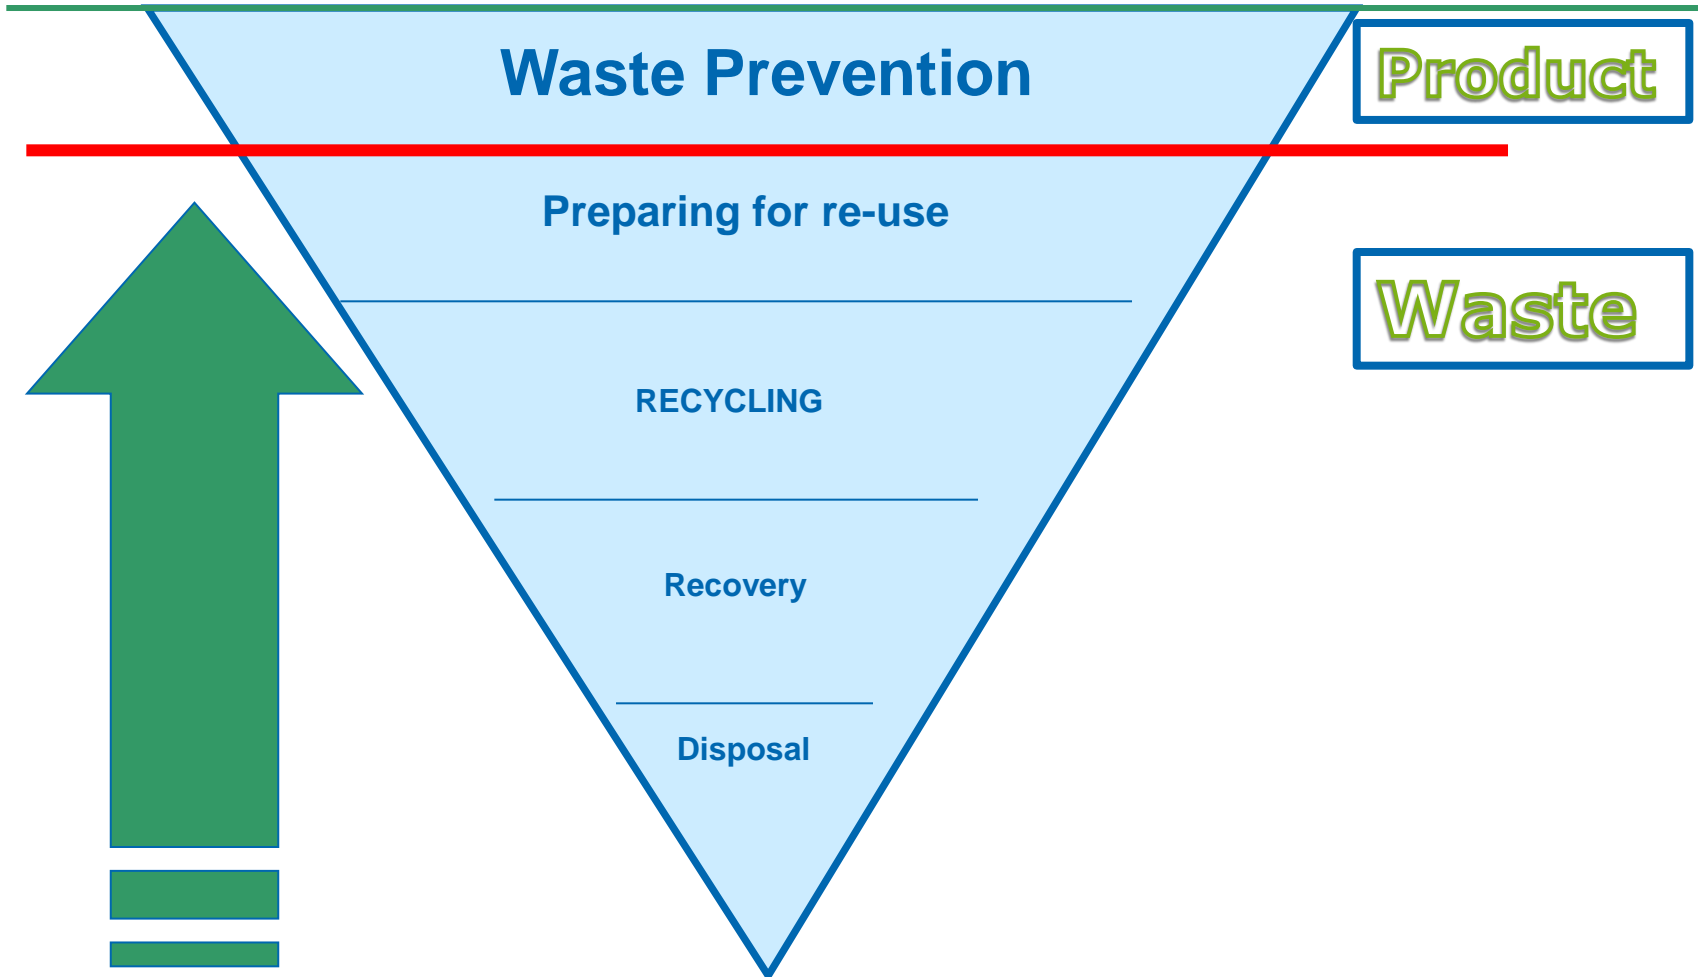 Waste Prevention
Product
Preparing for re-use
Waste
RECYCLING
Recovery
Disposal